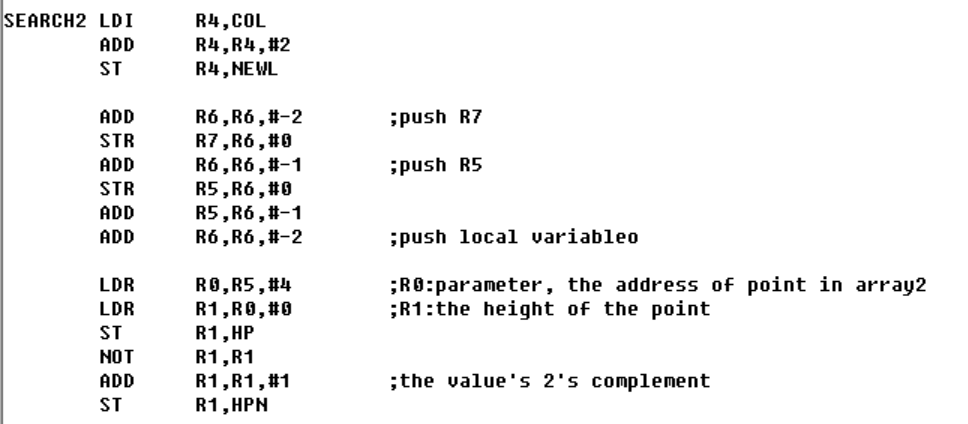 SEARCH2 LDI R4,COL
ADD R4,R4,#2
ST R4,NEWL
ADD R6,R6,#-2 ;push R7
STR R7,R6,#0
ADD R6,R6,#-1 ;push R5
STR R5,R6,#0
ADD R5,R6,#-1
ADD R6,R6,#-2 ;push local variableo
LDR R0,R5,#4 ;R0:parameter, the address of point in array2
LDR R1,R0,#0 ;R1:the height of the point
ST R1,HP
NOT R1,R1
ADD R1,R1,#1 ;the value's 2's complement
ST R1,HPN